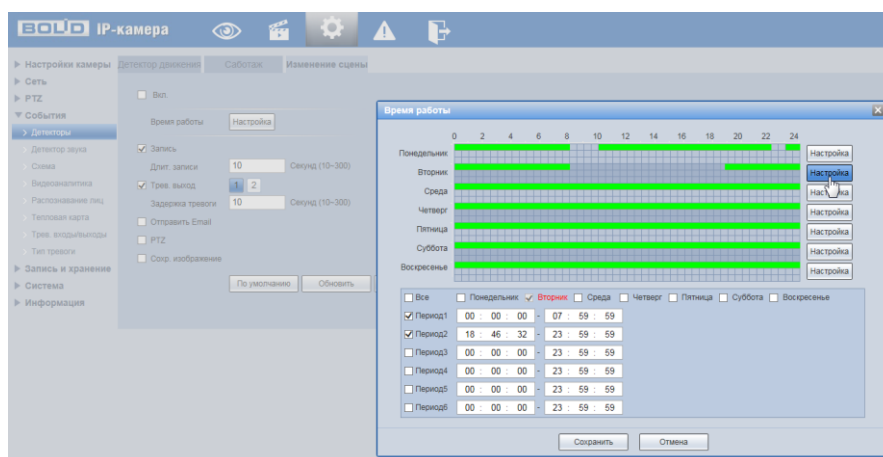 BOLID IP-камера
Настройки камеры
Сеть
PTZ
События
Детекторы
Детектор звука
Схема
Видеоаналитика
Распознавание лиц
Тепловая карта
Трев. входы/выходы
Тип тревоги
Запись и хранение
Система
Информация
Детектор движения Саботаж Изменение сцены
Вкл.
Время работы Настройка
Запись
Длит. записи 10 Секунд (10~300)
Трев. выход 1 2
Задержка тревоги 10 Секунд (10~300)
Отправить Email
PTZ
Сохр. изображение
По умолчанию Обновить
Время работы
0 2 4 6 8 10 12 14 16 18 20 22 24
Понедельник Настройка
Вторник Настройка
Среда Настройка
Четверг Настройка
Пятница Настройка
Суббота Настройка
Воскресенье Настройка
Все Понедельник Вторник Среда Четверг Пятница Суббота Воскресенье
Период1 00 : 00 : 00 - 07 : 59 : 59
Период2 18 : 46 : 32 - 23 : 59 : 59
Период3 00 : 00 : 00 - 23 : 59 : 59
Период4 00 : 00 : 00 - 23 : 59 : 59
Период5 00 : 00 : 00 - 23 : 59 : 59
Период6 00 : 00 : 00 - 23 : 59 : 59
Сохранить Отмена